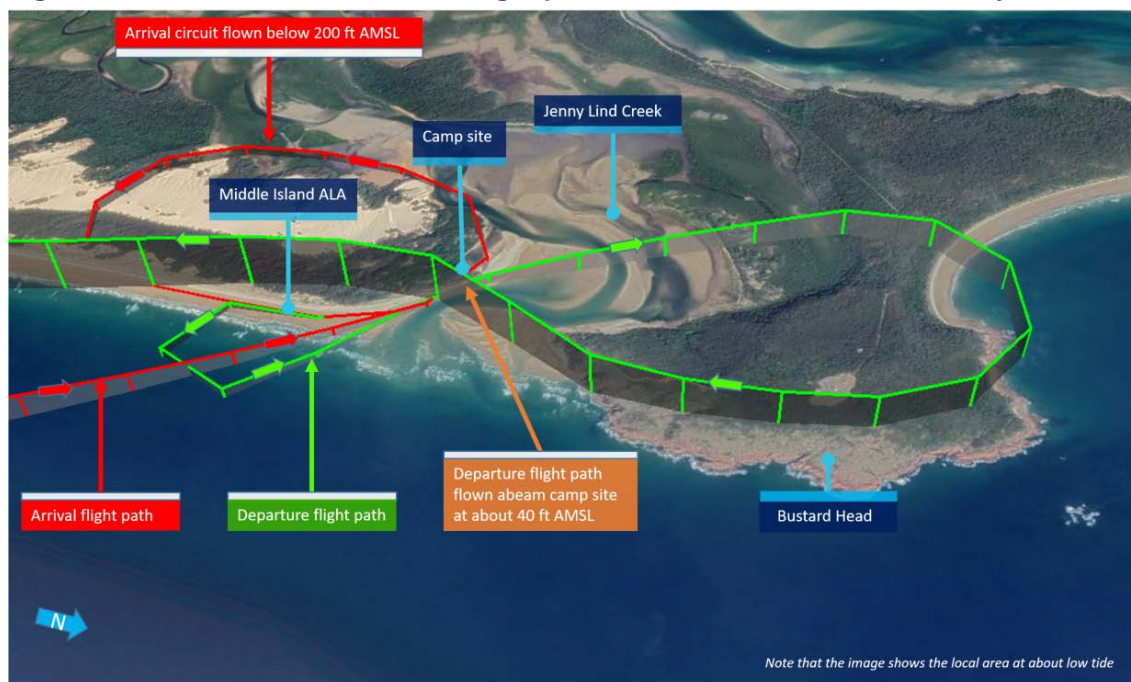 Arrival circuit flown below 200 ft AMSL
Jenny Lind Creek
Camp site
Middle Island ALA
Departure flight path
flown abeam camp site
at about 40 ft AMSL
Arrival flight path
Departure flight path
Bustard Head
N
Note that the image shows the local area at about low tide